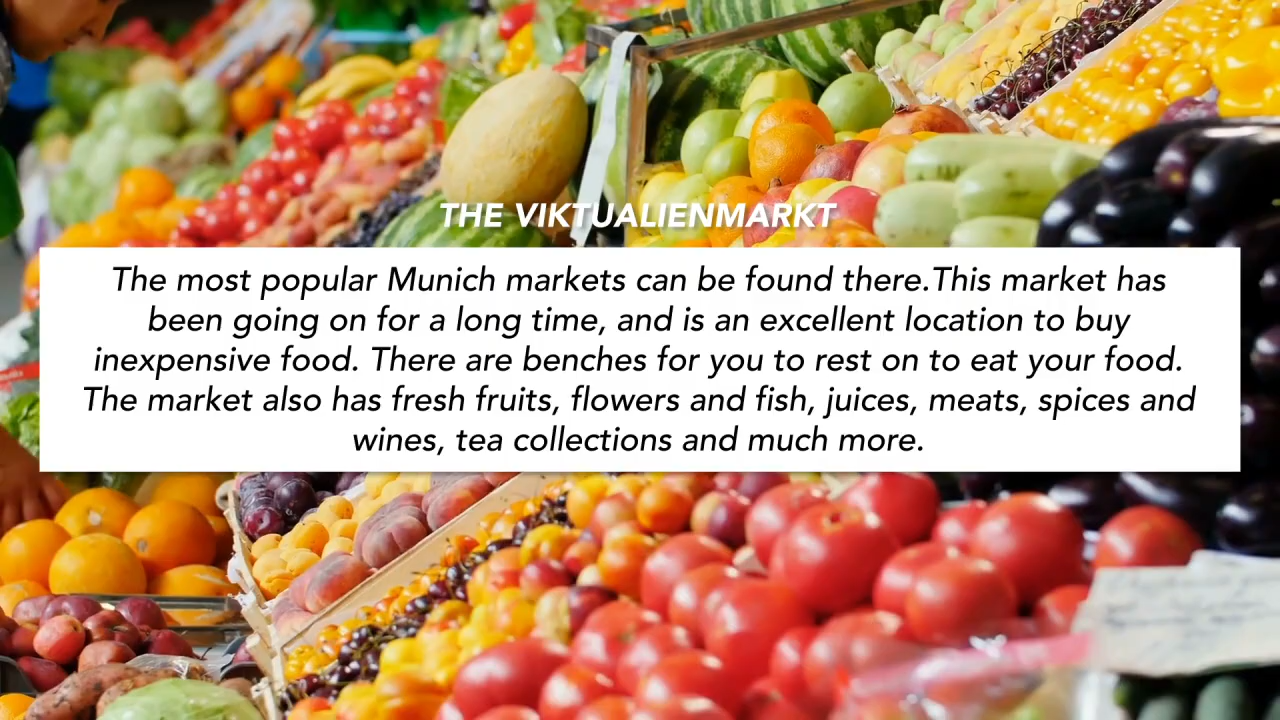 THE VIKTUALIENMARKT
The most popular Munich markets can be found there.This market has
been going on for a long time, and is an excellent location to buy
inexpensive food. There are benches for you to rest on to eat your food.
The market also has fresh fruits, flowers and fish, juices, meats, spices and
wines, tea collections and much more.